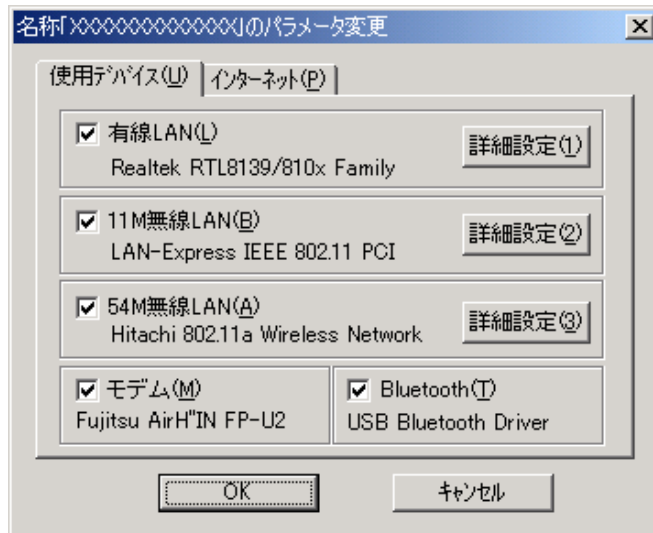 名称「XXXXXXXXXXXXXX」のパラメータ変更
使用ﾃﾞﾊﾞｲｽ(U) ｲﾝﾀｰﾈｯﾄ(P)
有線LAN(L)
詳細設定(1)
Realtek RTL8139/810x Family
11M無線LAN(B)
詳細設定(2)
LAN-Express IEEE 802.11 PCI
54M無線LAN(A)
詳細設定(3)
Hitachi 802.11a Wireless Network
モデム(M)
Fujitsu AirH"IN FP-U2
Bluetooth(T)
USB Bluetooth Driver
OK ｷｬﾝｾﾙ